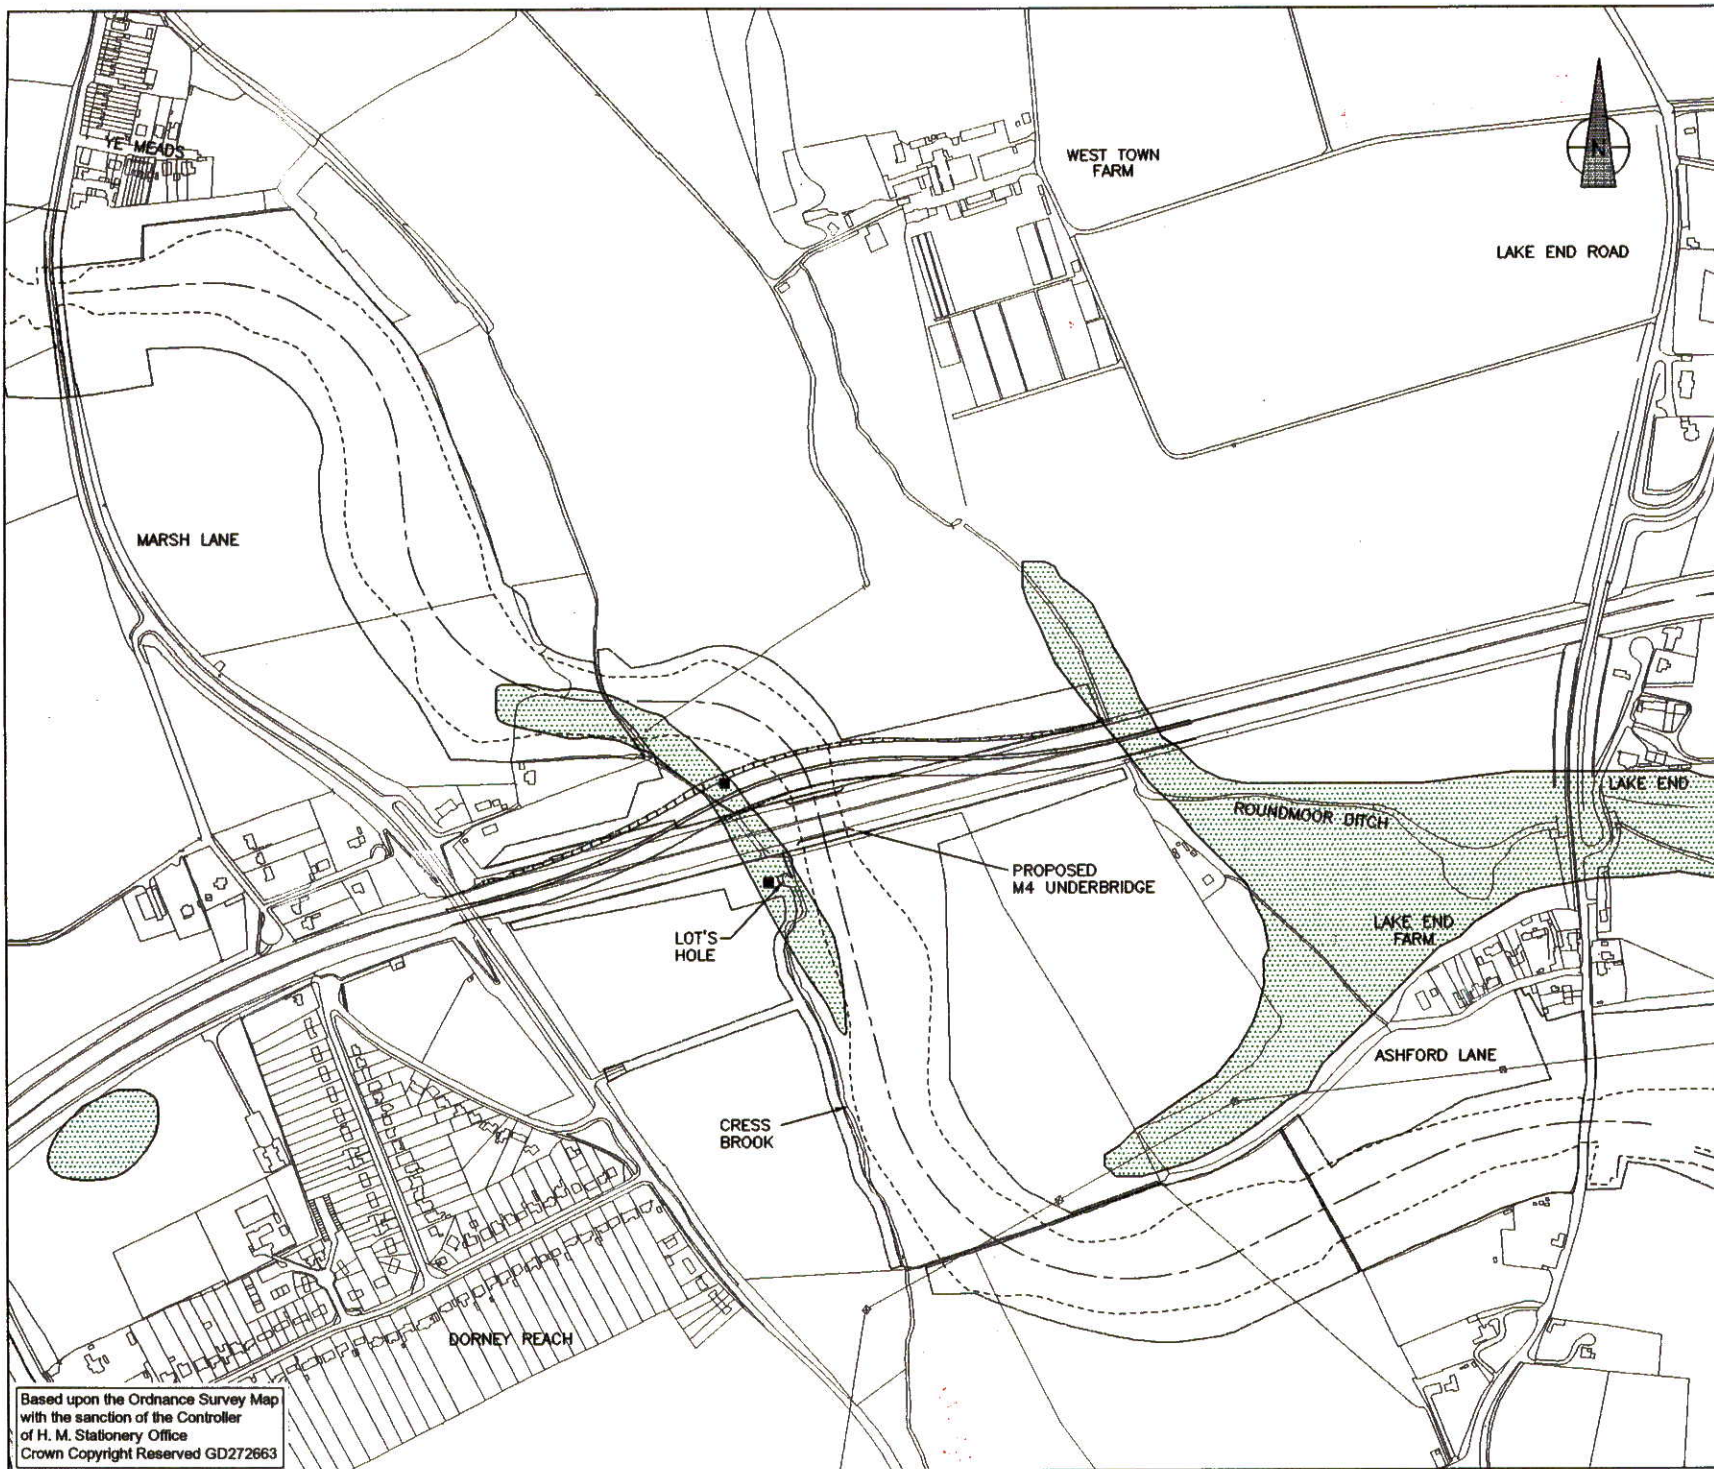 YE MEADS
WEST TOWN
FARM
N
LAKE END ROAD
MARSH LANE
LAKE END
ROUNDMOOR DITCH
PROPOSED
M4 UNDERBRIDGE
LOT'S
HOLE
LAKE END
FARM
ASHFORD LANE
CRESS
BROOK
DORNEY REACH
Based upon the Ordnance Survey Map
with the sanction of the Controller
of H. M. Stationery Office
Crown Copyright Reserved GD272663